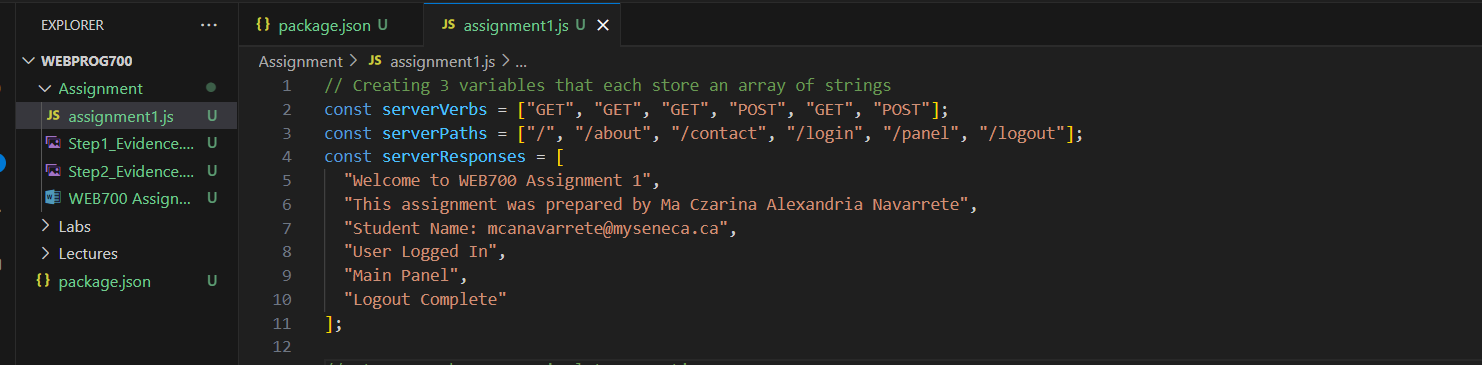 EXPLORER ...
package.json U
JS assignment1.js U
WEBPROG700
Assignment > JS assignment1.js > ...
Assignment
JS assignment1.js U
Step1_Evidence.... U
Step2_Evidence.... U
WEB700 Assign... U
Labs
Lectures
{} package.json U
1 // Creating 3 variables that each store an array of strings
2 const serverVerbs = ["GET", "GET", "GET", "POST", "GET", "POST"];
3 const serverPaths = ["/", "/about", "/contact", "/login", "/panel", "/logout"];
4 const serverResponses = [
5 "Welcome to WEB700 Assignment 1",
6 "This assignment was prepared by Ma Czarina Alexandria Navarrete",
7 "Student Name: mcanavarrete@myseneca.ca",
8 "User Logged In",
9 "Main Panel",
10 "Logout Complete"
11 ];
12